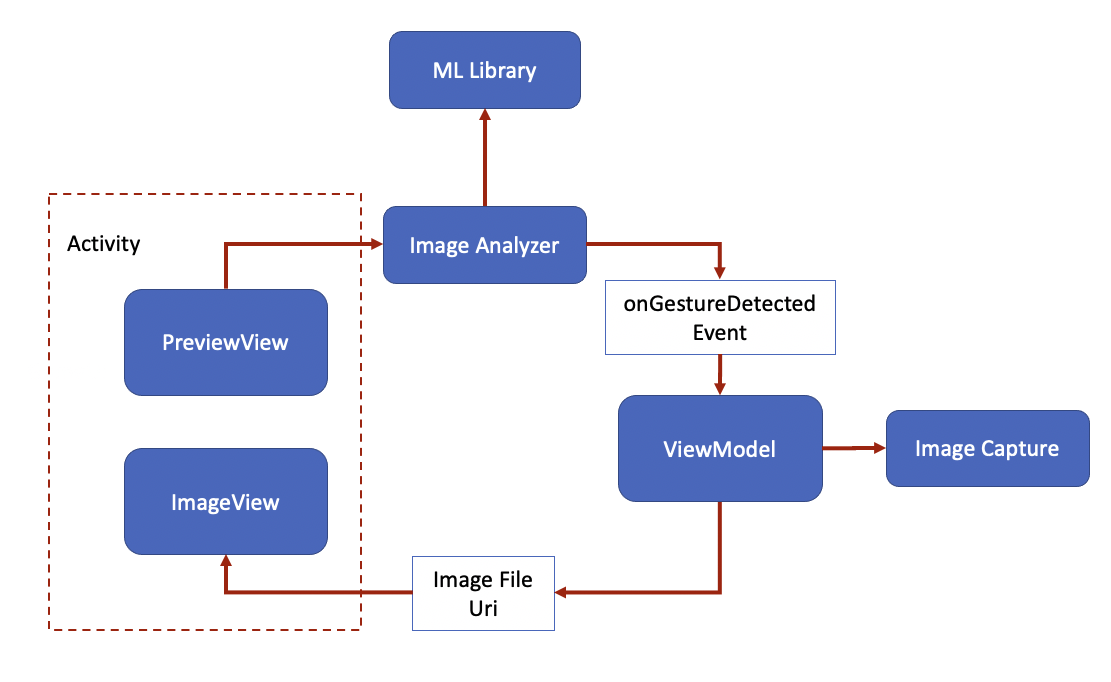 ML Library
Activity
Image Analyzer
onGestureDetected
Event
PreviewView
ViewModel
Image Capture
ImageView
Image File
Uri